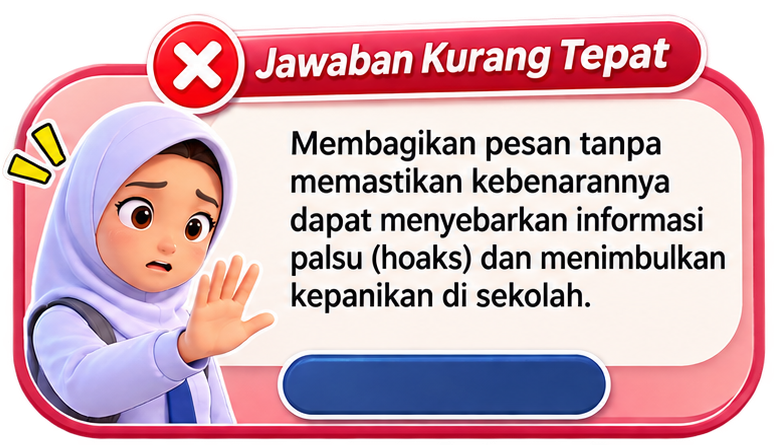 Jawaban Kurang Tepat
Membagikan pesan tanpa
memastikan kebenarannya
dapat menyebarkan informasi
palsu (hoaks) dan menimbulkan
kepanikan di sekolah.